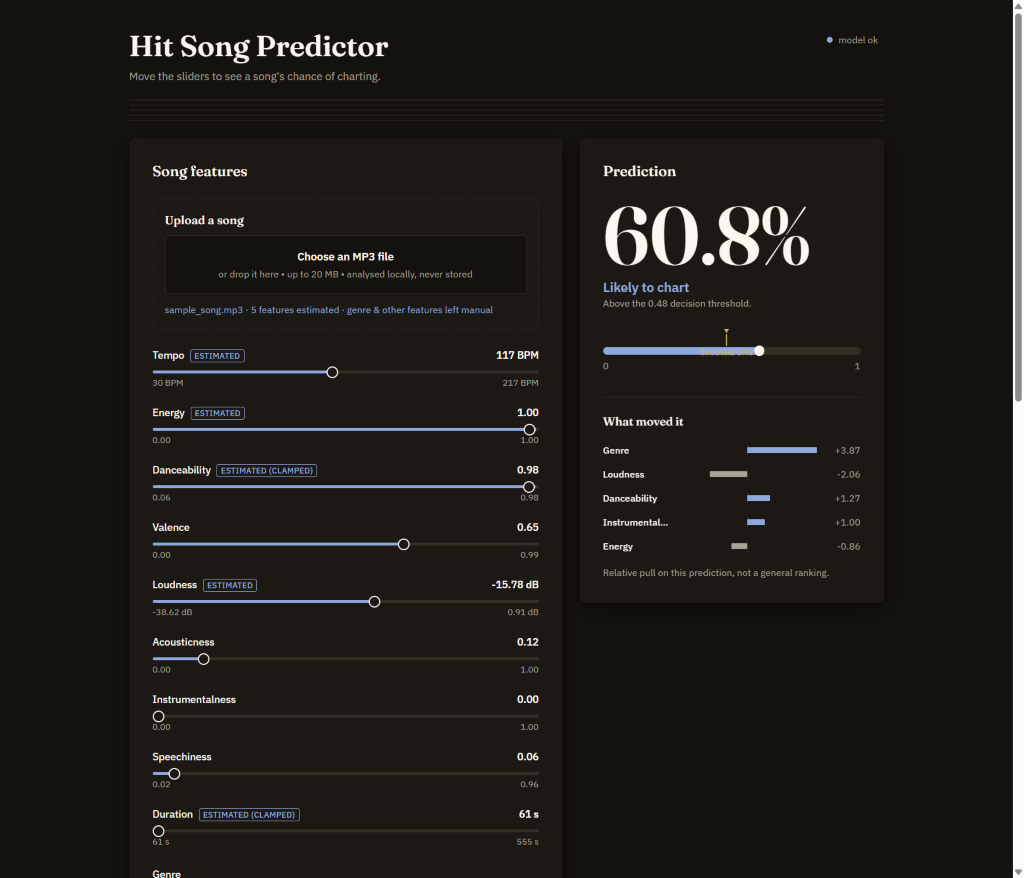 Hit Song Predictor
model ok
Move the sliders to see a song's chance of charting.
Song features
Upload a song
Choose an MP3 file
or drop it here • up to 20 MB • analysed locally, never stored
sample_song.mp3 · 5 features estimated · genre & other features left manual
Tempo ESTIMATED 117 BPM
30 BPM 217 BPM
Energy ESTIMATED 1.00
0.00 1.00
Danceability ESTIMATED (CLAMPED) 0.98
0.06 0.98
Valence 0.65
0.00 0.99
Loudness ESTIMATED -15.78 dB
-38.62 dB 0.91 dB
Acousticness 0.12
0.00 1.00
Instrumentalness 0.00
0.00 1.00
Speechiness 0.06
0.02 0.96
Duration ESTIMATED (CLAMPED) 61 s
61 s 555 s
Genre
Prediction
60.8%
Likely to chart
Above the 0.48 decision threshold.
0 1
What moved it
Genre +3.87
Loudness -2.06
Danceability +1.27
Instrumental... +1.00
Energy -0.86
Relative pull on this prediction, not a general ranking.